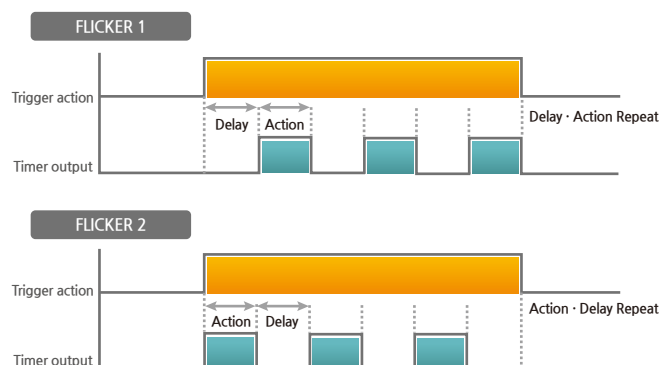 FLICKER 1
Trigger action
Delay · Action Repeat
Delay Action
Timer output
FLICKER 2
Trigger action
Action · Delay Repeat
Action Delay
Timer output